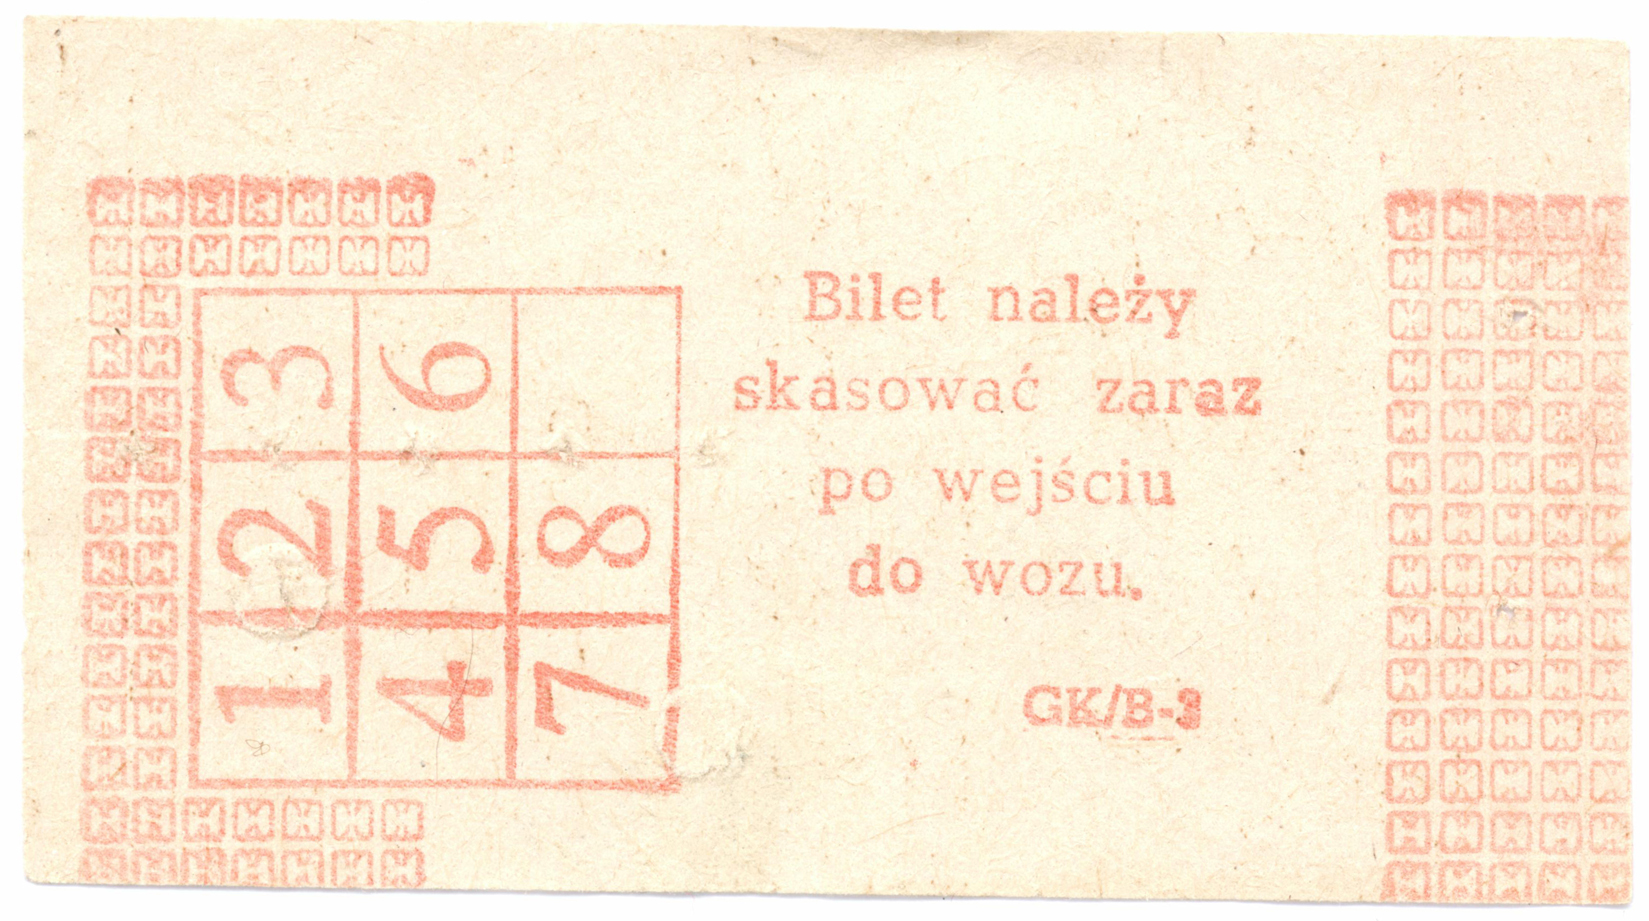 3 6
2 5 8
1 4 7
Bilet należy
skasować zaraz
po wejściu
do wozu.
GK/B-3